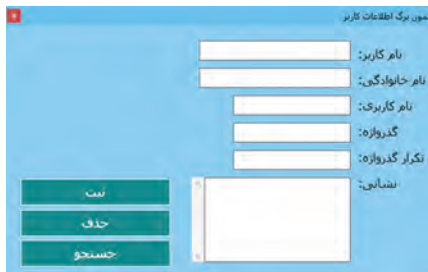 مون برگ اطلاعات کاربر
نام کاربر:
نام خانوادگی:
نام کاربری:
گذرواژه:
تکرار گذرواژه:
نشانی:
ثبت
حذف
جستجو